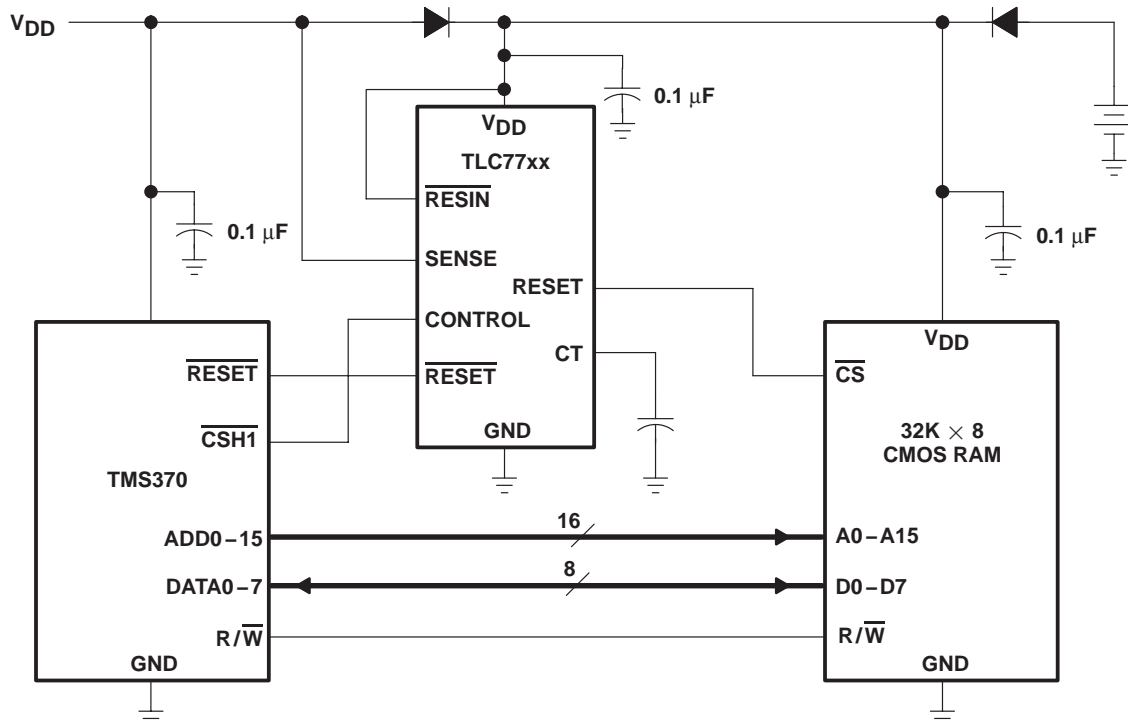 VDD
0.1 µF
VDD
TLC77xx
RESIN
0.1 µF
0.1 µF
SENSE
RESET
CONTROL
VDD
CT
RESET
RESET
CS
CSH1
GND
32K × 8
CMOS RAM
TMS370
16
ADD0–15
A0–A15
8
DATA0–7
D0–D7
R/W
R/W
GND
GND